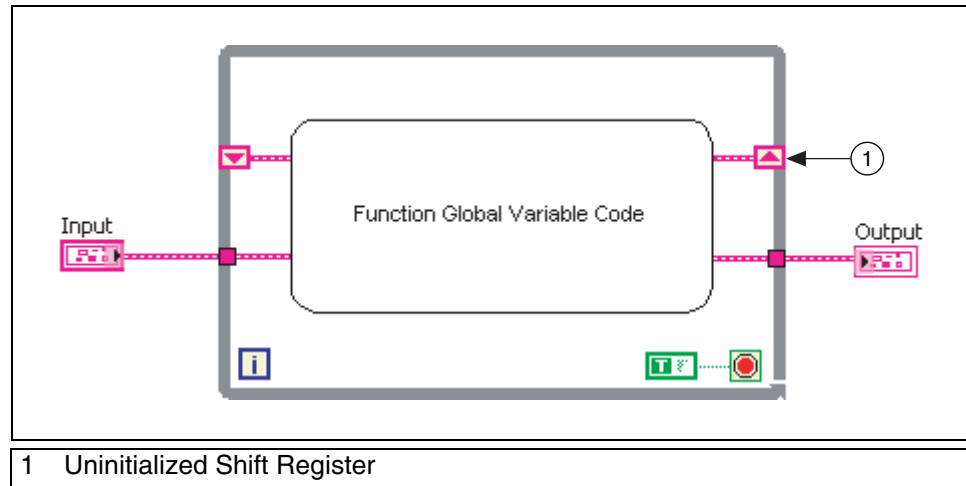 1
Function Global Variable Code
Input
Output
i
T
1 Uninitialized Shift Register